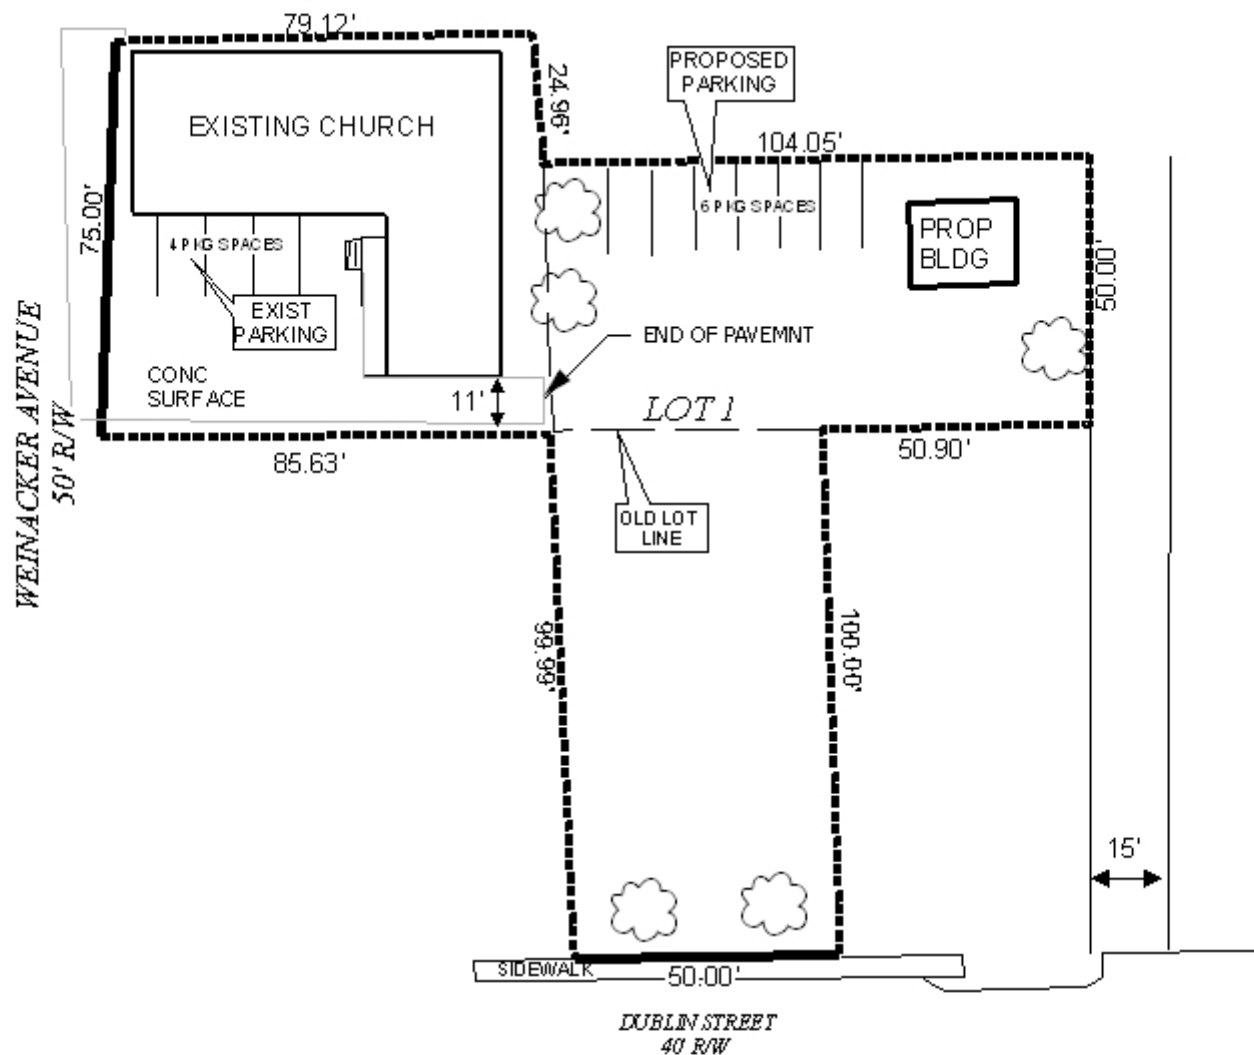 79.12'
PROPOSED
PARKING
24.96'
EXISTING CHURCH
104.05'
75.00'
6 PKG SPACES
PROP
BLDG
4 PKG SPACES
50.00'
EXIST
PARKING
END OF PAVEMNT
CONC
SURFACE
11'
LOT 1
WEINACKER AVENUE
50' R/W
85.63'
50.90'
OLD LOT
LINE
99.99'
100.00'
15'
SIDEWALK
50.00'
DUBLIN STREET
40 R/W